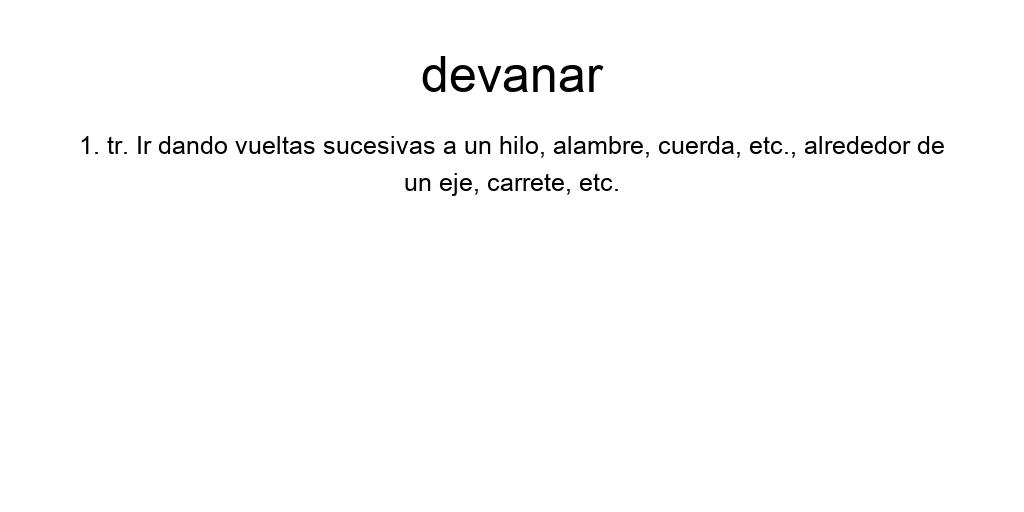 devanar
1. tr. Ir dando vueltas sucesivas a un hilo, alambre, cuerda, etc., alrededor de
un eje, carrete, etc.